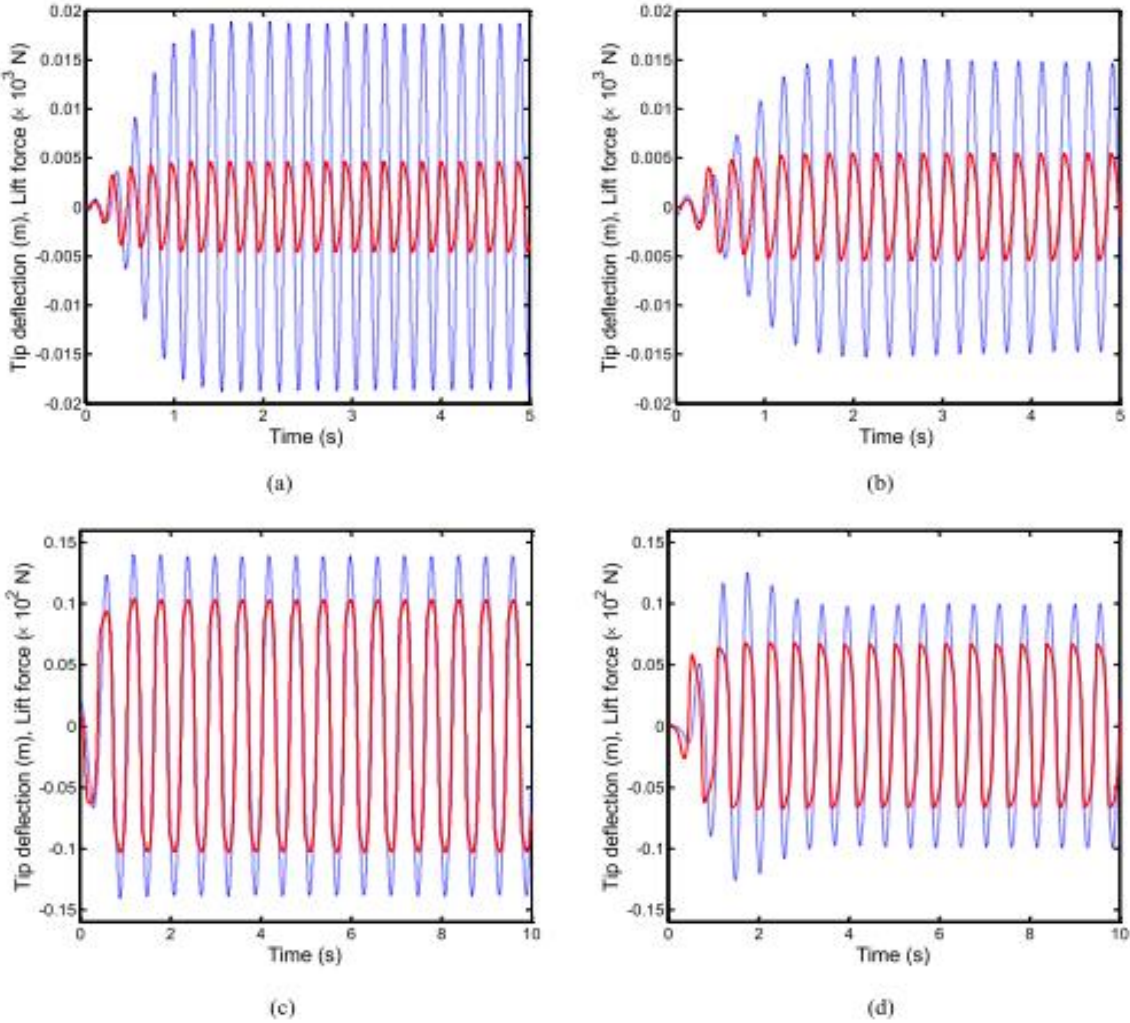 Tip deflection (m), Lift force (× 10³ N)
0.02
0.015
0.01
0.005
0
-0.005
-0.01
-0.015
-0.02
0 1 2 3 4 5
Time (s)
(a)
Tip deflection (m), Lift force (× 10³ N)
0.02
0.015
0.01
0.005
0
-0.005
-0.01
-0.015
-0.02
0 1 2 3 4 5
Time (s)
(b)
Tip deflection (m), Lift force (× 10² N)
0.15
0.1
0.05
0
-0.05
-0.1
-0.15
0 2 4 6 8 10
Time (s)
(c)
Tip deflection (m), Lift force (× 10² N)
0.15
0.1
0.05
0
-0.05
-0.1
-0.15
0 2 4 6 8 10
Time (s)
(d)